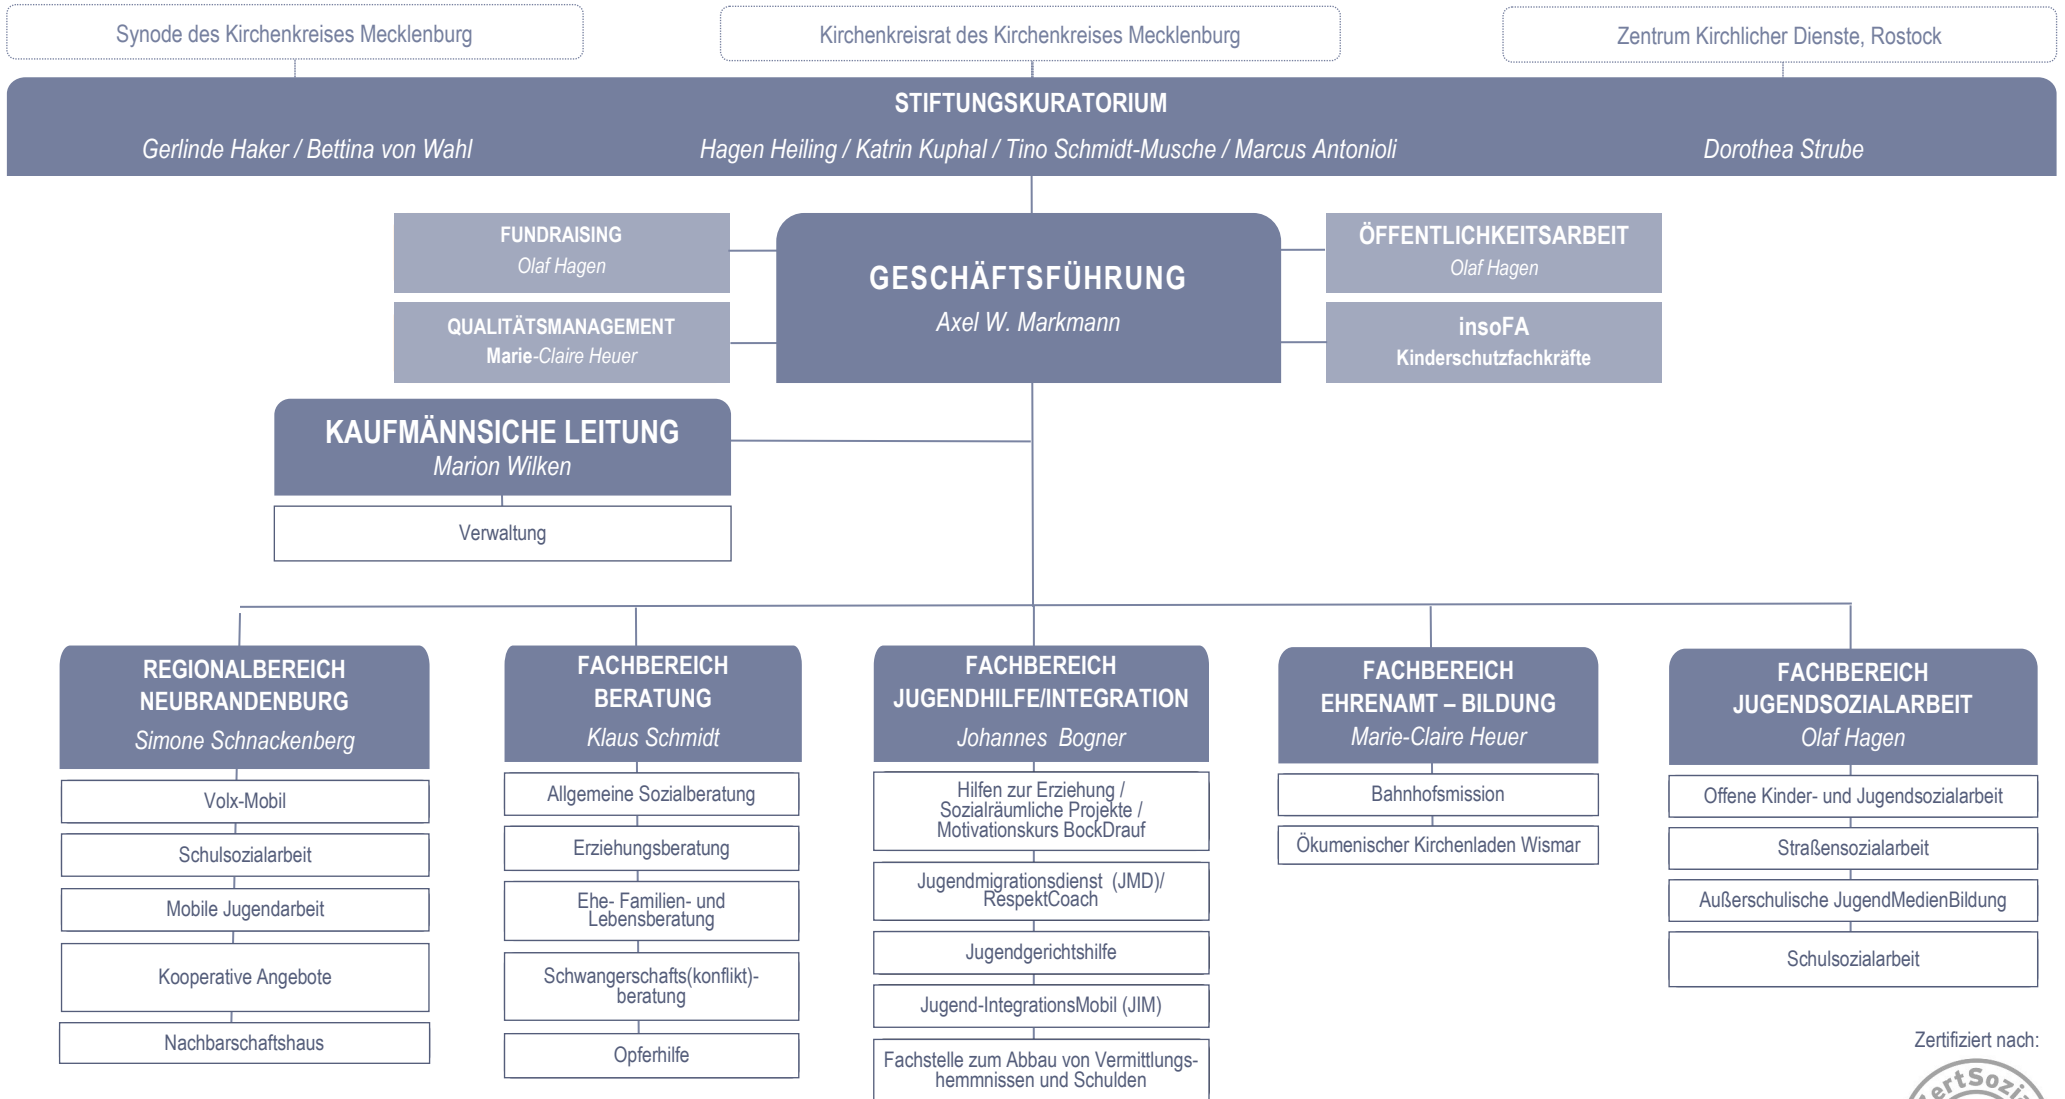 Synode des Kirchenkreises Mecklenburg
Kirchenkreisrat des Kirchenkreises Mecklenburg
Zentrum Kirchlicher Dienste, Rostock
STIFTUNGSKURATORIUM
Gerlinde Haker / Bettina von Wahl
Hagen Heiling / Katrin Kuphal / Tino Schmidt-Musche / Marcus Antonioli
Dorothea Strube
FUNDRAISING
Olaf Hagen
QUALITÄTSMANAGEMENT
Marie-Claire Heuer
GESCHÄFTSFÜHRUNG
Axel W. Markmann
ÖFFENTLICHKEITSARBEIT
Olaf Hagen
insoFA
Kinderschutzfachkräfte
KAUFMÄNNSICHE LEITUNG
Marion Wilken
Verwaltung
REGIONALBEREICH
NEUBRANDENBURG
Simone Schnackenberg
Volx-Mobil
Schulsozialarbeit
Mobile Jugendarbeit
Kooperative Angebote
Nachbarschaftshaus
FACHBEREICH
BERATUNG
Klaus Schmidt
Allgemeine Sozialberatung
Erziehungsberatung
Ehe- Familien- und
Lebensberatung
Schwangerschafts(konflikt)-
beratung
Opferhilfe
FACHBEREICH
JUGENDHILFE/INTEGRATION
Johannes Bogner
Hilfen zur Erziehung /
Sozialräumliche Projekte /
Motivationskurs BockDrauf
Jugendmigrationsdienst (JMD)/
RespektCoach
Jugendgerichtshilfe
Jugend-IntegrationsMobil (JIM)
Fachstelle zum Abbau von Vermittlungs-
hemmnissen und Schulden
FACHBEREICH
EHRENAMT – BILDUNG
Marie-Claire Heuer
Bahnhofsmission
Ökumenischer Kirchenladen Wismar
FACHBEREICH
JUGENDSOZIALARBEIT
Olaf Hagen
Offene Kinder- und Jugendsozialarbeit
Straßensozialarbeit
Außerschulische JugendMedienBildung
Schulsozialarbeit
Zertifiziert nach: